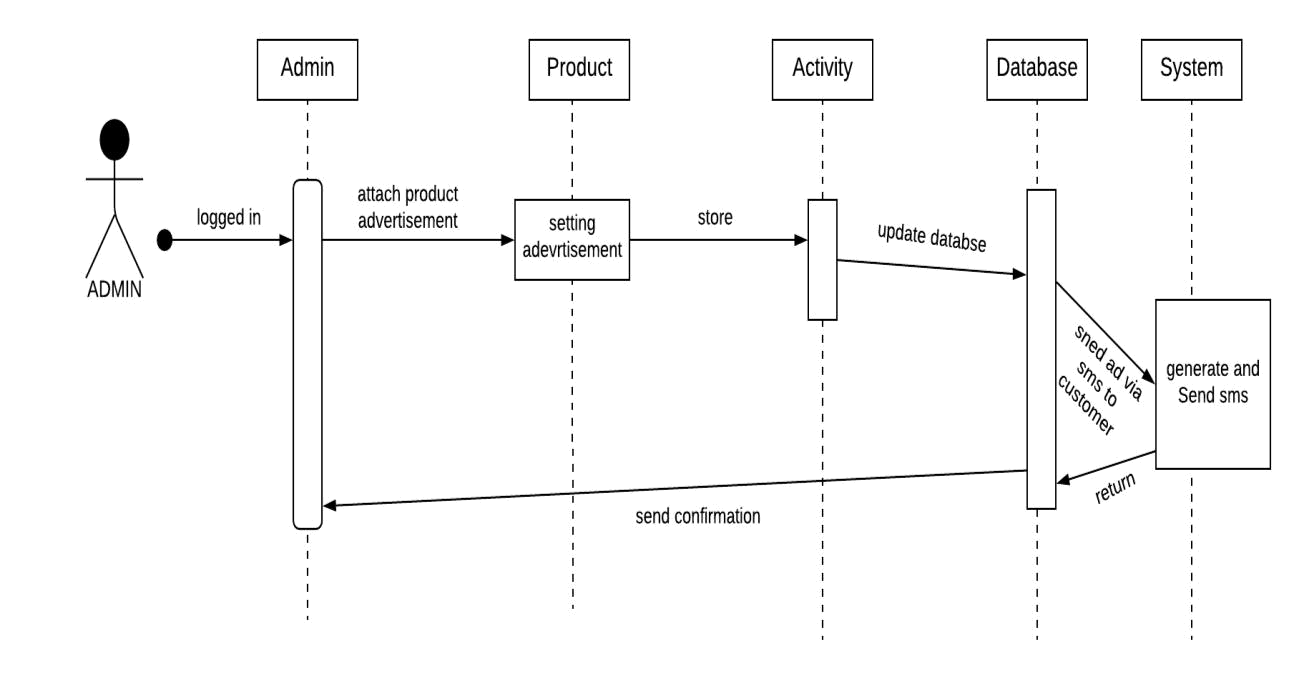 Admin
Product
Activity
Database
System
ADMIN
logged in
attach product
advertisement
setting
adevrtisement
store
update databse
sned ad via
sms to
customer
generate and
Send sms
return
send confirmation